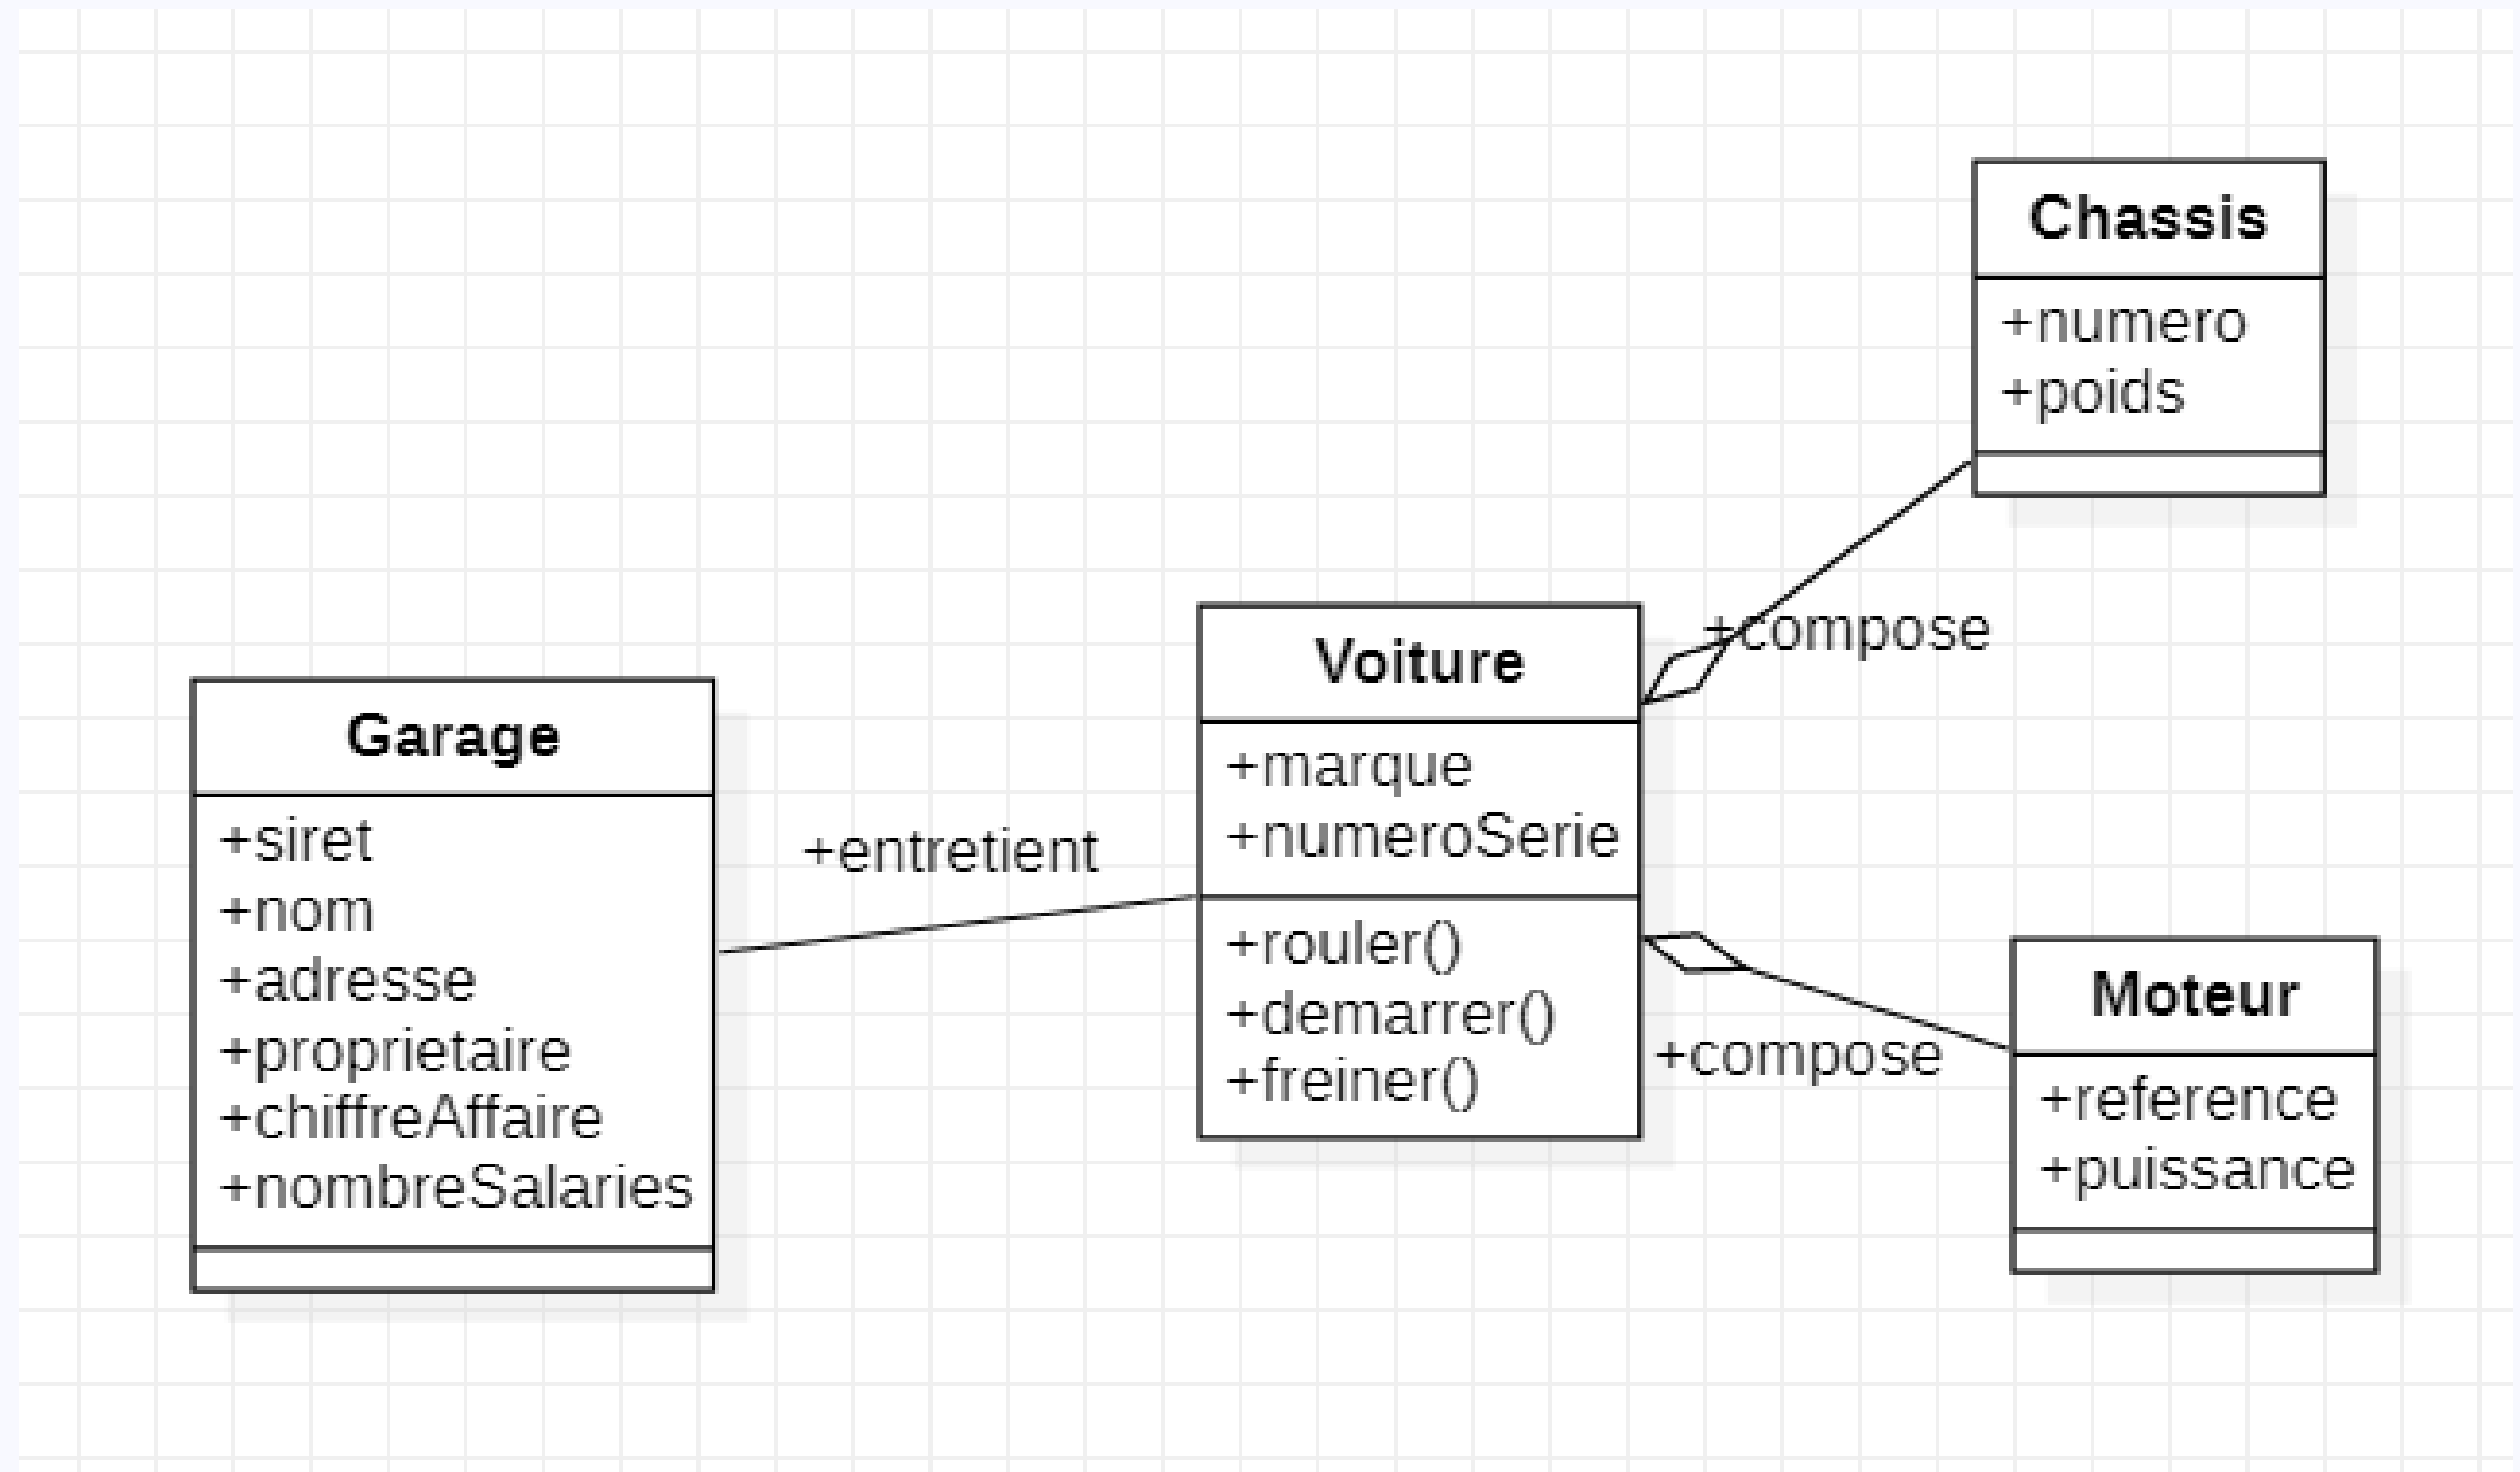 Chassis
+numero
+poids
+compose
Voiture
+marque
+numeroSerie
+rouler()
+demarrer()
+freiner()
Garage
+siret
+nom
+adresse
+proprietaire
+chiffreAffaire
+nombreSalaries
+entretient
+compose
Moteur
+reference
+puissance